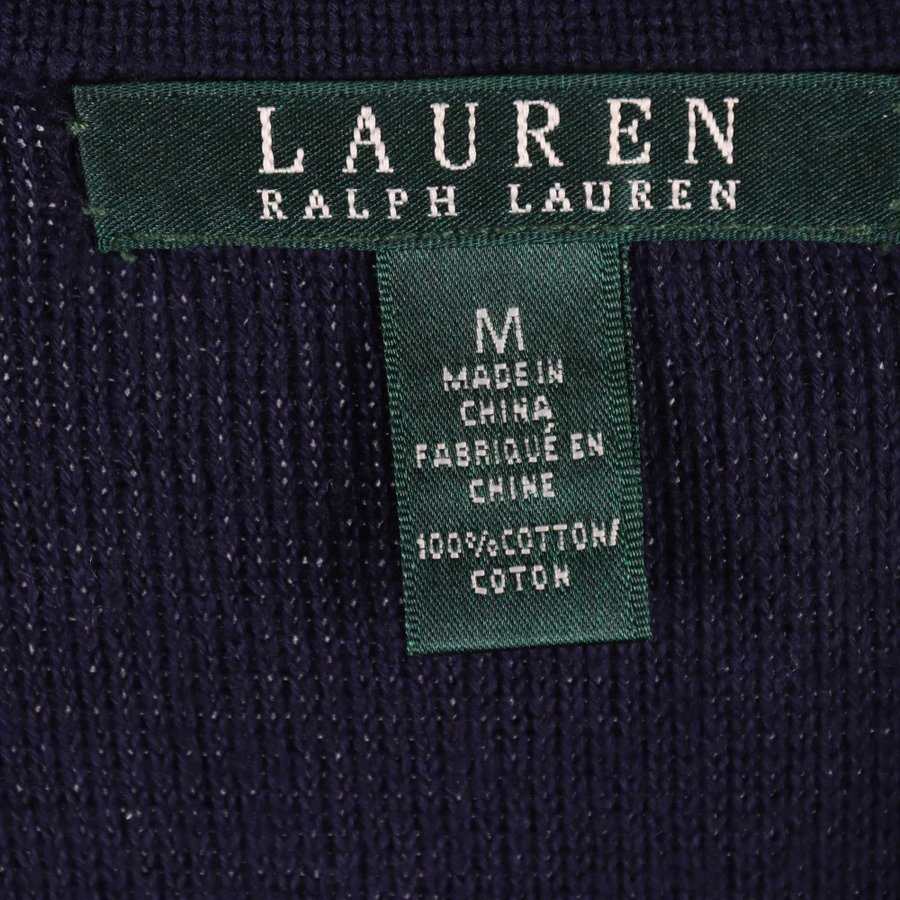 LAUREN
RALPH LAUREN
M
MADE IN
CHINA
FABRIQUÉ EN
CHINE
100%COTTON/
COTON